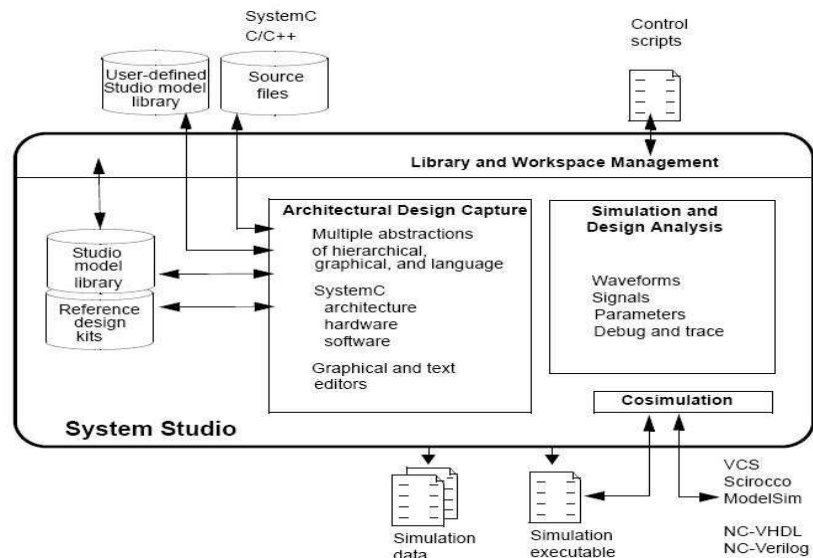 SystemC
C/C++
User-defined
Studio model
library
Source
files
Control
scripts
Library and Workspace Management
Architectural Design Capture
Multiple abstractions
of hierarchical,
graphical, and language
SystemC
architecture
hardware
software
Graphical and text
editors
Simulation and
Design Analysis
Waveforms
Signals
Parameters
Debug and trace
Studio
model
library
Reference
design
kits
Cosimulation
System Studio
Simulation
data
Simulation
executable
VCS
Scirocco
ModelSim
NC-VHDL
NC-Verilog